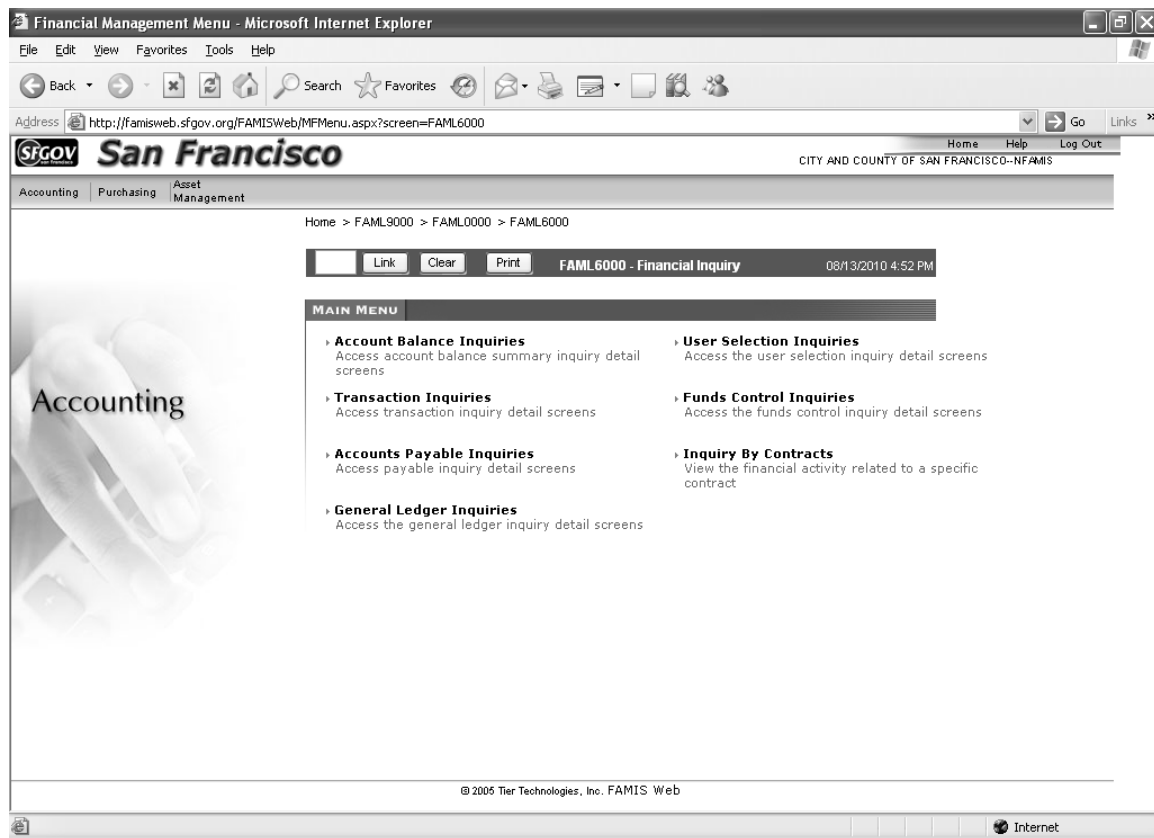 Financial Management Menu - Microsoft Internet Explorer
File Edit View Favorites Tools Help
Back Search Favorites
Address http://famisweb.sfgov.org/FAMISWeb/MFMenu.aspx?screen=FAML6000 Go Links »
SFGOV San Francisco
Home Help Log Out
CITY AND COUNTY OF SAN FRANCISCO--NFAMIS
Accounting Purchasing Asset Management
Home > FAML9000 > FAML0000 > FAML6000
Link Clear Print FAML6000 - Financial Inquiry 08/13/2010 4:52 PM
MAIN MENU
Account Balance Inquiries
Access account balance summary inquiry detail
screens
User Selection Inquiries
Access the user selection inquiry detail screens
Transaction Inquiries
Access transaction inquiry detail screens
Funds Control Inquiries
Access the funds control inquiry detail screens
Accounts Payable Inquiries
Access payable inquiry detail screens
Inquiry By Contracts
View the financial activity related to a specific
contract
General Ledger Inquiries
Access the general ledger inquiry detail screens
Accounting
© 2005 Tier Technologies, Inc. FAMIS Web
Internet